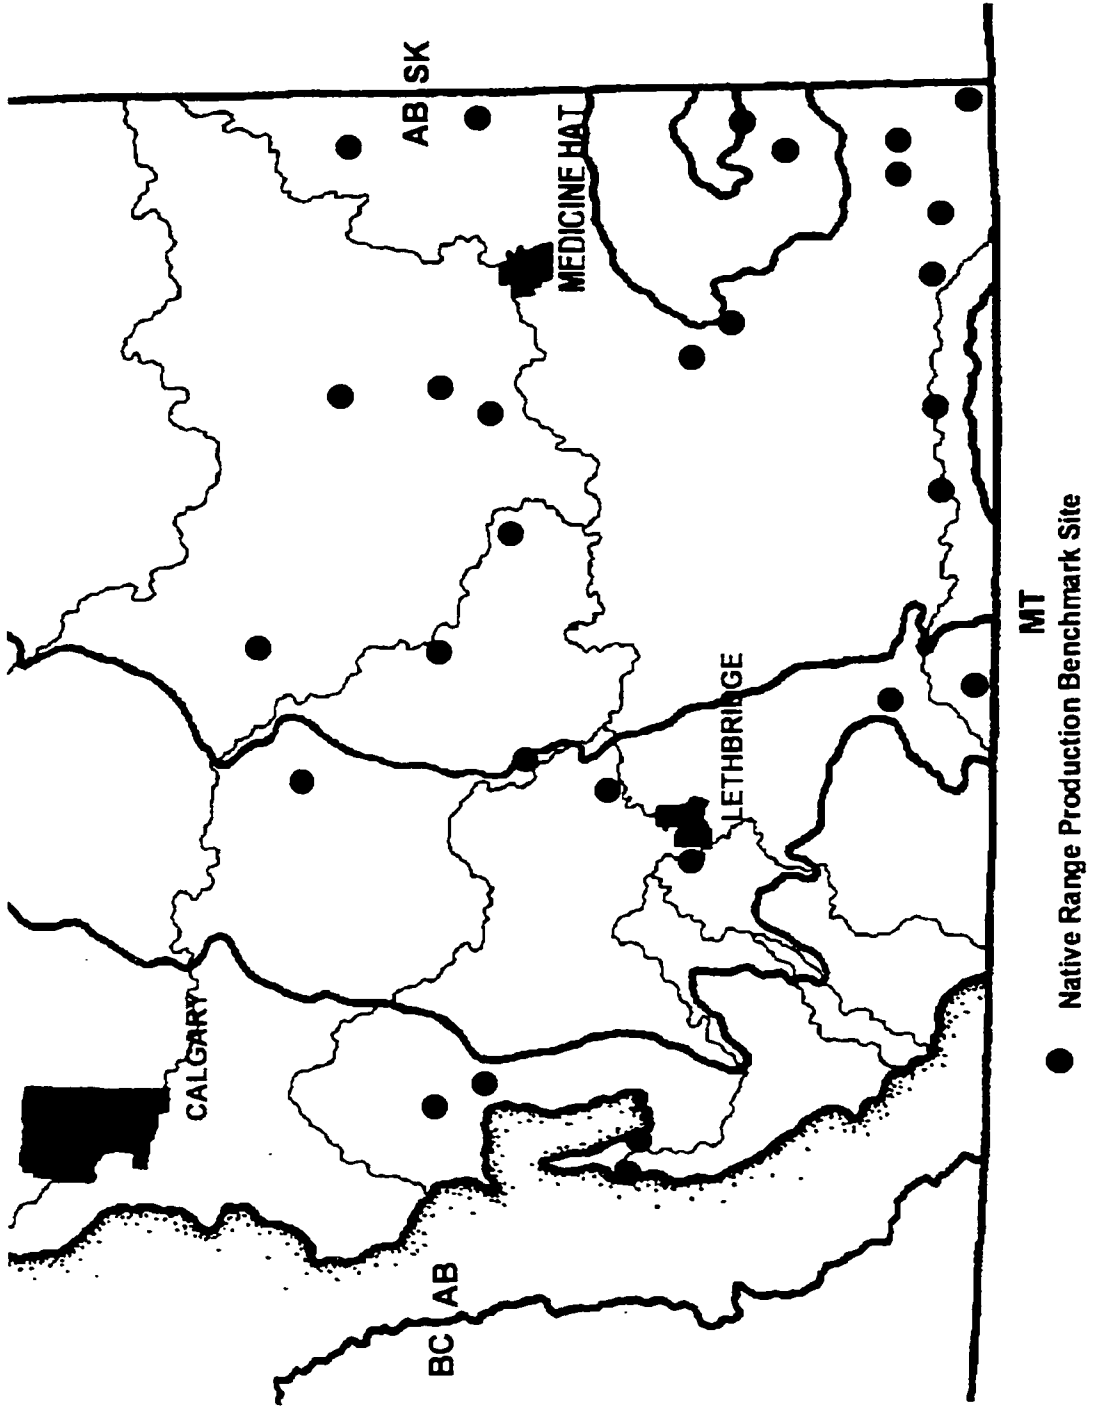 CALGARY
BC AB
AB SK
MEDICINE HAT
LETHBRIDGE
MT
Native Range Production Benchmark Site